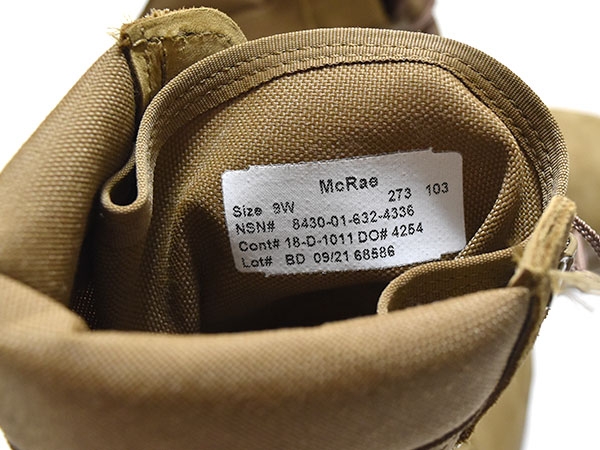 McRae
Size 9W 273 103
NSN# 8430-01-632-4336
Cont# 18-D-1011 DO# 4254
Lot# BD 09/21 68586